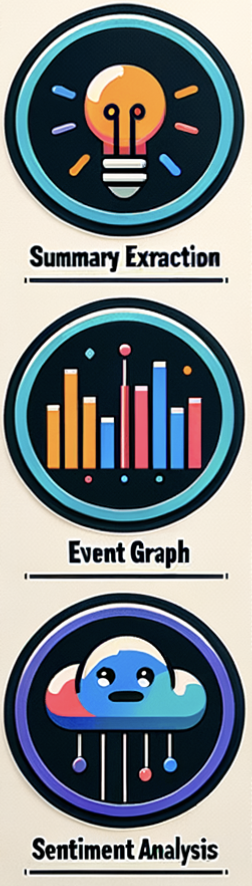 Summary Exraction
Event Graph
Sentiment Analysis